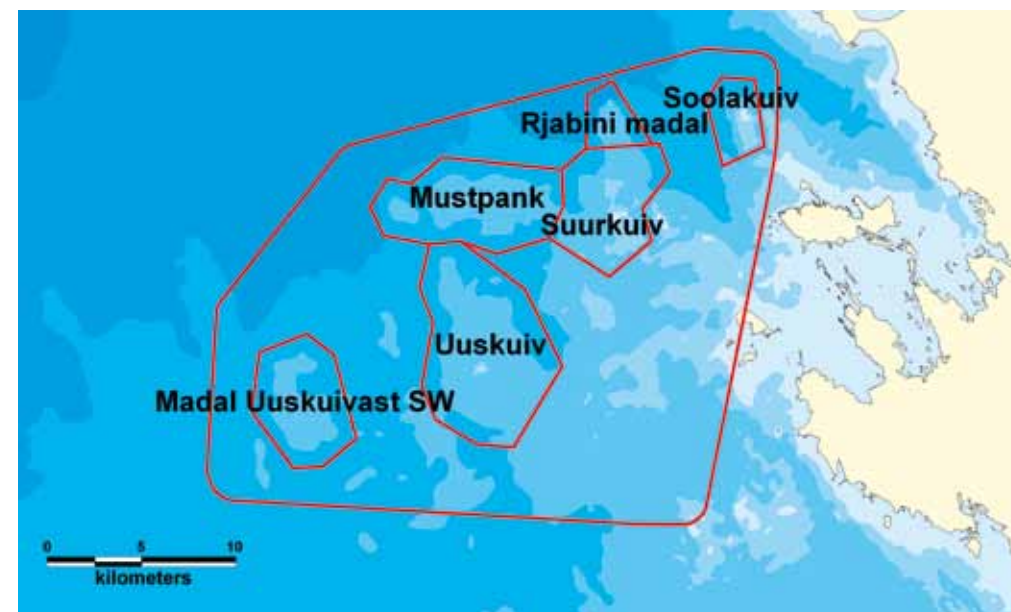 Soolakuiv
Rjabini madal
Mustpank
Suurkuiv
Uuskuiv
Madal Uuskuivast SW
0 5 10
kilometers